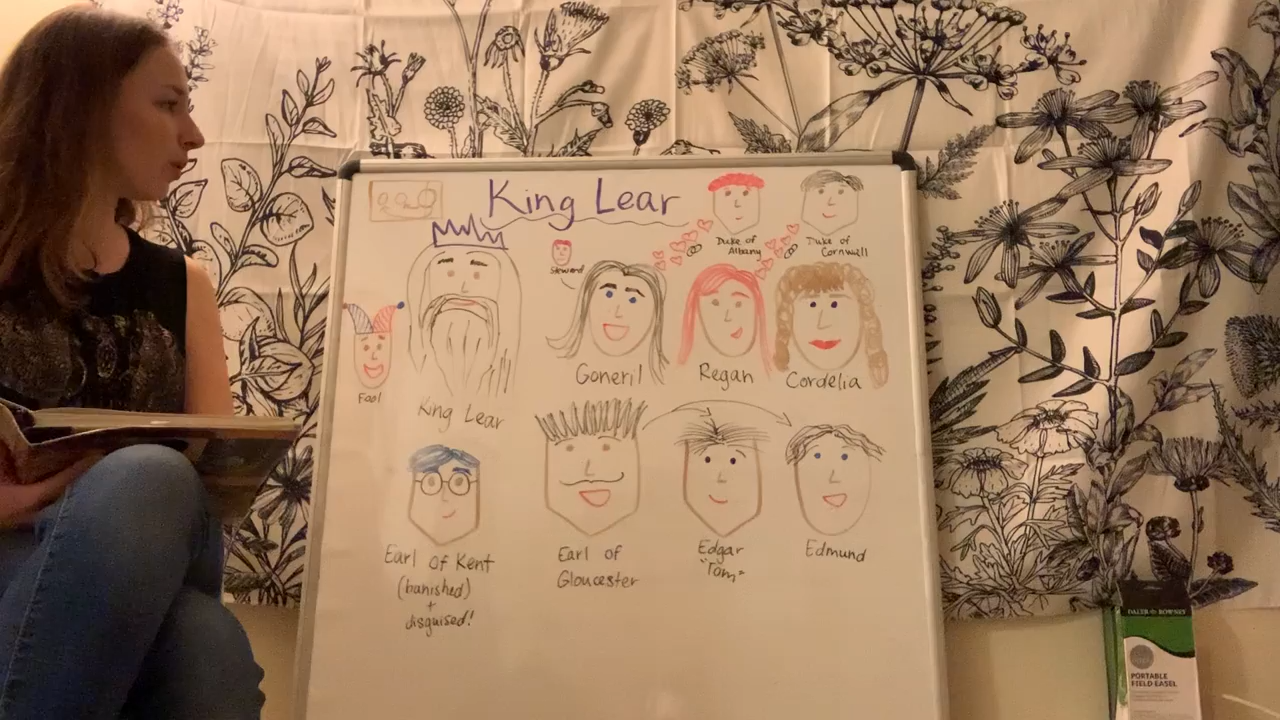 King Lear
Duke of
Albany
Duke of
Cornwall
Steward
Fool
King Lear
Goneril
Regan
Cordelia
Earl of Kent
(banished)
+
disguised!
Earl of
Gloucester
Edgar
"Tom"
Edmund
DALER ROWNEY
PORTABLE
FIELD EASEL